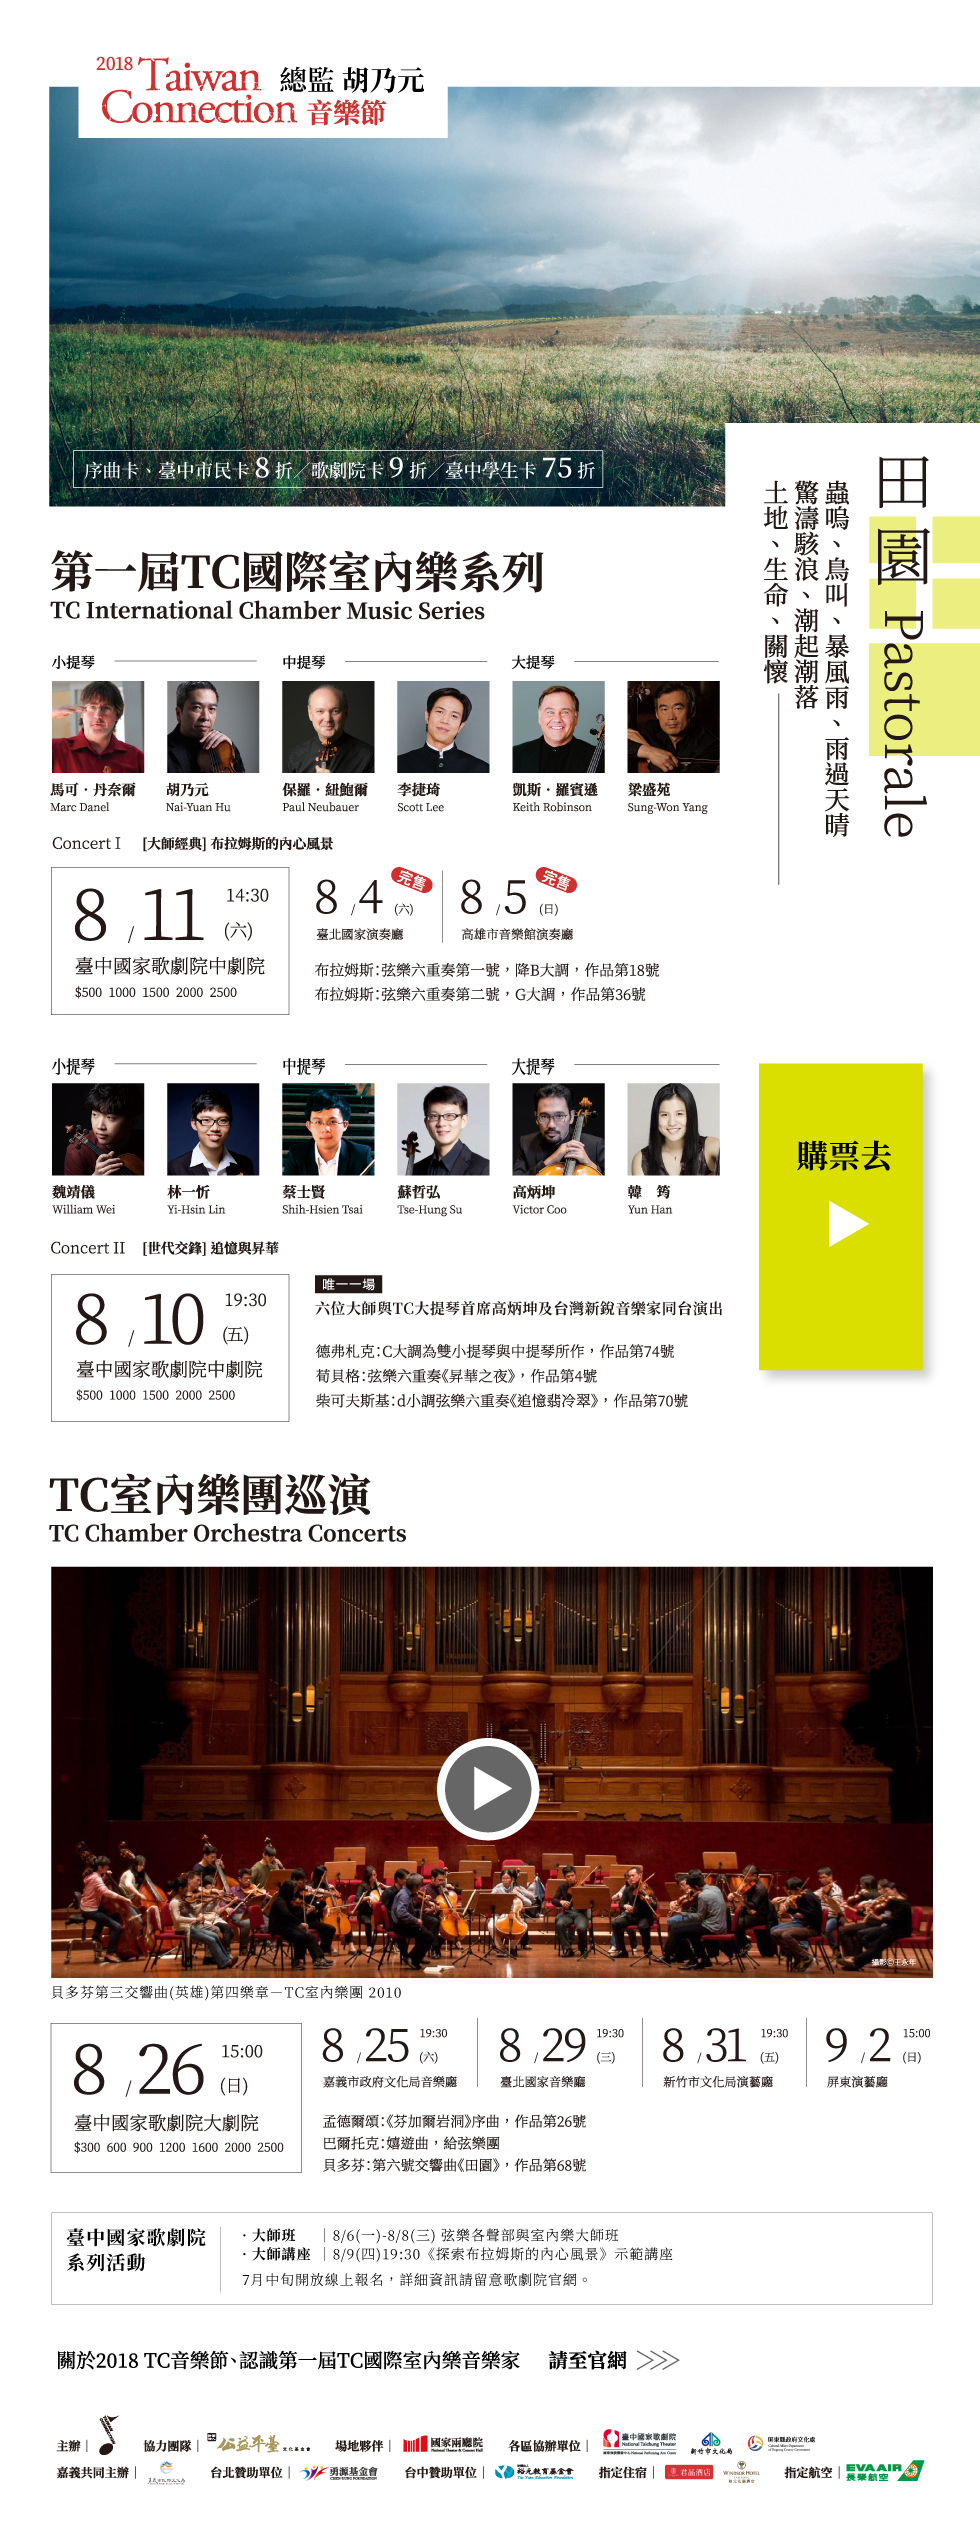 2018 Taiwan
Connection 音樂節
總監 胡乃元
序曲卡、臺中市民卡 8 折／歌劇院卡 9 折／臺中學生卡 75 折
田園 Pastorale
蟲鳴、鳥叫、暴風雨、雨過天晴
驚濤駭浪、潮起潮落
土地、生命、關懷
第一屆TC國際室內樂系列
TC International Chamber Music Series
小提琴 中提琴 大提琴
馬可・丹奈爾 胡乃元 保羅・紐鮑爾 李捷琦 凱斯・羅賓遜 梁盛苑
Marc Danel Nai-Yuan Hu Paul Neubauer Scott Lee Keith Robinson Sung-Won Yang
Concert I [大師經典] 布拉姆斯的內心風景
8/11 14:30 (六)
臺中國家歌劇院中劇院
$500 1000 1500 2000 2500
8/4 (六) 完售
臺北國家演奏廳
8/5 (日) 完售
高雄市音樂館演奏廳
布拉姆斯：弦樂六重奏第一號，降B大調，作品第18號
布拉姆斯：弦樂六重奏第二號，G大調，作品第36號
小提琴 中提琴 大提琴
魏靖儀 林一忻 蔡士賢 蘇哲弘 高炳坤 韓　筠
William Wei Yi-Hsin Lin Shih-Hsien Tsai Tse-Hung Su Victor Coo Yun Han
Concert II [世代交鋒] 追憶與昇華
8/10 19:30 (五)
臺中國家歌劇院中劇院
$500 1000 1500 2000 2500
唯一一場
六位大師與TC大提琴首席高炳坤及台灣新銳音樂家同台演出
德弗札克：C大調為雙小提琴與中提琴所作，作品第74號
荀貝格：弦樂六重奏《昇華之夜》，作品第4號
柴可夫斯基：d小調弦樂六重奏《追憶翡冷翠》，作品第70號
購票去
TC室內樂團巡演
TC Chamber Orchestra Concerts
攝影©王永年
貝多芬第三交響曲(英雄)第四樂章－TC室內樂團 2010
8/26 15:00 (日)
臺中國家歌劇院大劇院
$300 600 900 1200 1600 2000 2500
8/25 19:30 (六)
嘉義市政府文化局音樂廳
8/29 19:30 (三)
臺北國家音樂廳
8/31 19:30 (五)
新竹市文化局演藝廳
9/2 15:00 (日)
屏東演藝廳
孟德爾頌：《芬加爾岩洞》序曲，作品第26號
巴爾托克：嬉遊曲，給弦樂團
貝多芬：第六號交響曲《田園》，作品第68號
臺中國家歌劇院
系列活動
・大師班 ｜8/6(一)-8/8(三) 弦樂各聲部與室內樂大師班
・大師講座 ｜8/9(四)19:30《探索布拉姆斯的內心風景》示範講座
7月中旬開放線上報名，詳細資訊請留意歌劇院官網。
關於2018 TC音樂節、認識第一屆TC國際室內樂音樂家 請至官網
主辦｜ 協力團隊｜ 公益平臺 文化基金會 場地夥伴｜ 國家兩廳院 各區協辦單位｜ 臺中國家歌劇院 National Taichung Theater 新竹市文化局 屏東縣政府文化處
嘉義共同主辦｜ 台北贊助單位｜ 洪源基金會 台中贊助單位｜ 裕元教育基金會 指定住宿｜ 君品酒店 WINDSOR HOTEL 指定航空｜ EVA AIR 長榮航空